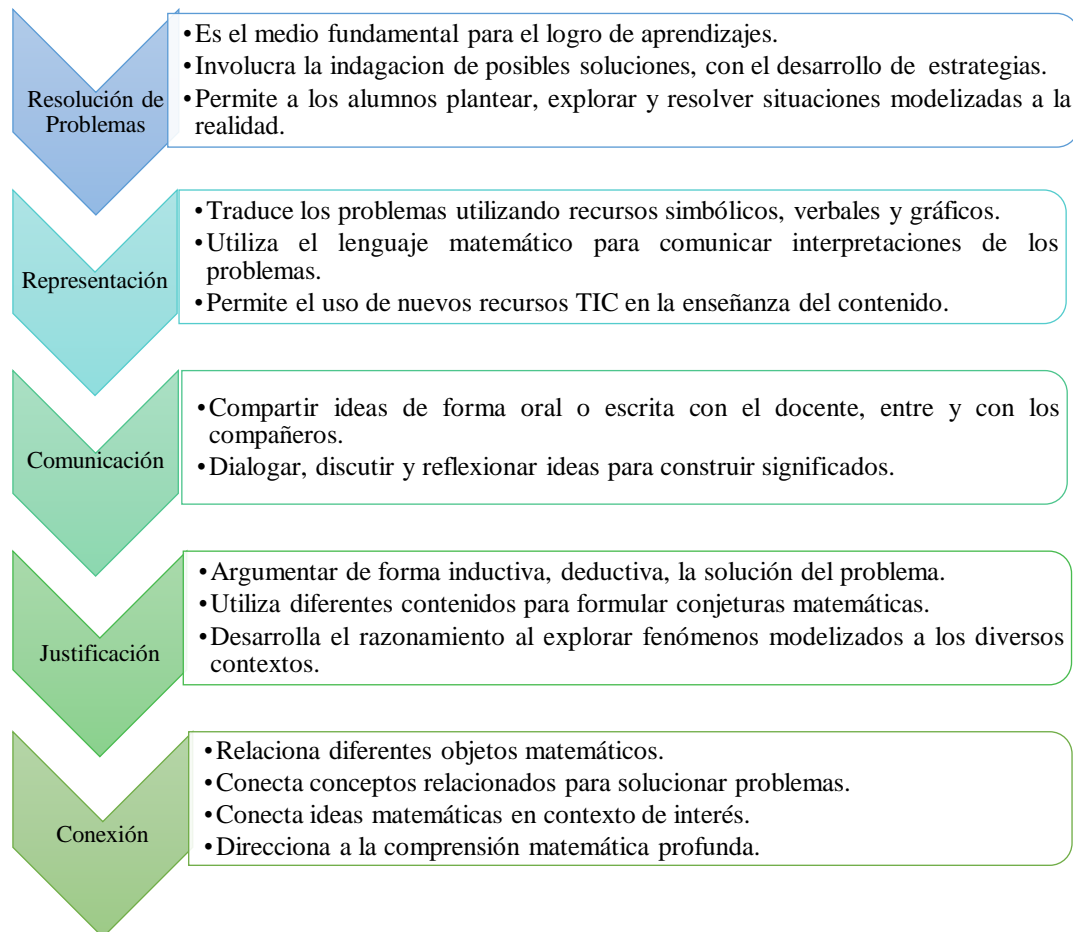 Resolución de
Problemas
•Es el medio fundamental para el logro de aprendizajes.
•Involucra la indagacion de posibles soluciones, con el desarrollo de estrategias.
•Permite a los alumnos plantear, explorar y resolver situaciones modelizadas a la
realidad.
Representación
•Traduce los problemas utilizando recursos simbólicos, verbales y gráficos.
•Utiliza el lenguaje matemático para comunicar interpretaciones de los
problemas.
•Permite el uso de nuevos recursos TIC en la enseñanza del contenido.
Comunicación
•Compartir ideas de forma oral o escrita con el docente, entre y con los
compañeros.
•Dialogar, discutir y reflexionar ideas para construir significados.
Justificación
•Argumentar de forma inductiva, deductiva, la solución del problema.
•Utiliza diferentes contenidos para formular conjeturas matemáticas.
•Desarrolla el razonamiento al explorar fenómenos modelizados a los diversos
contextos.
Conexión
•Relaciona diferentes objetos matemáticos.
•Conecta conceptos relacionados para solucionar problemas.
•Conecta ideas matemáticas en contexto de interés.
•Direcciona a la comprensión matemática profunda.